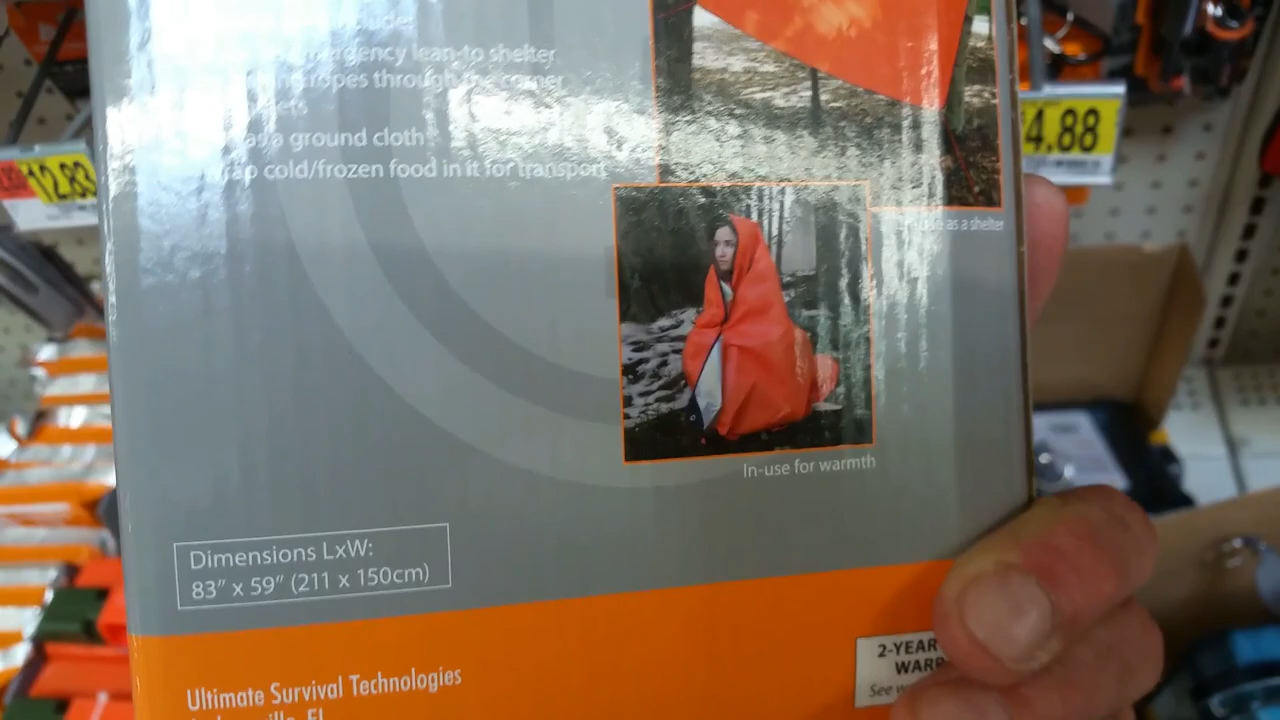 emergency lean-to shelter
ropes through the corner
as a ground cloth
cold/frozen food in it for transport
12.83
4.88
as a shelter
In-use for warmth
Dimensions LxW:
83” x 59” (211 x 150cm)
2-YEAR
See
Ultimate Survival Technologies
FL